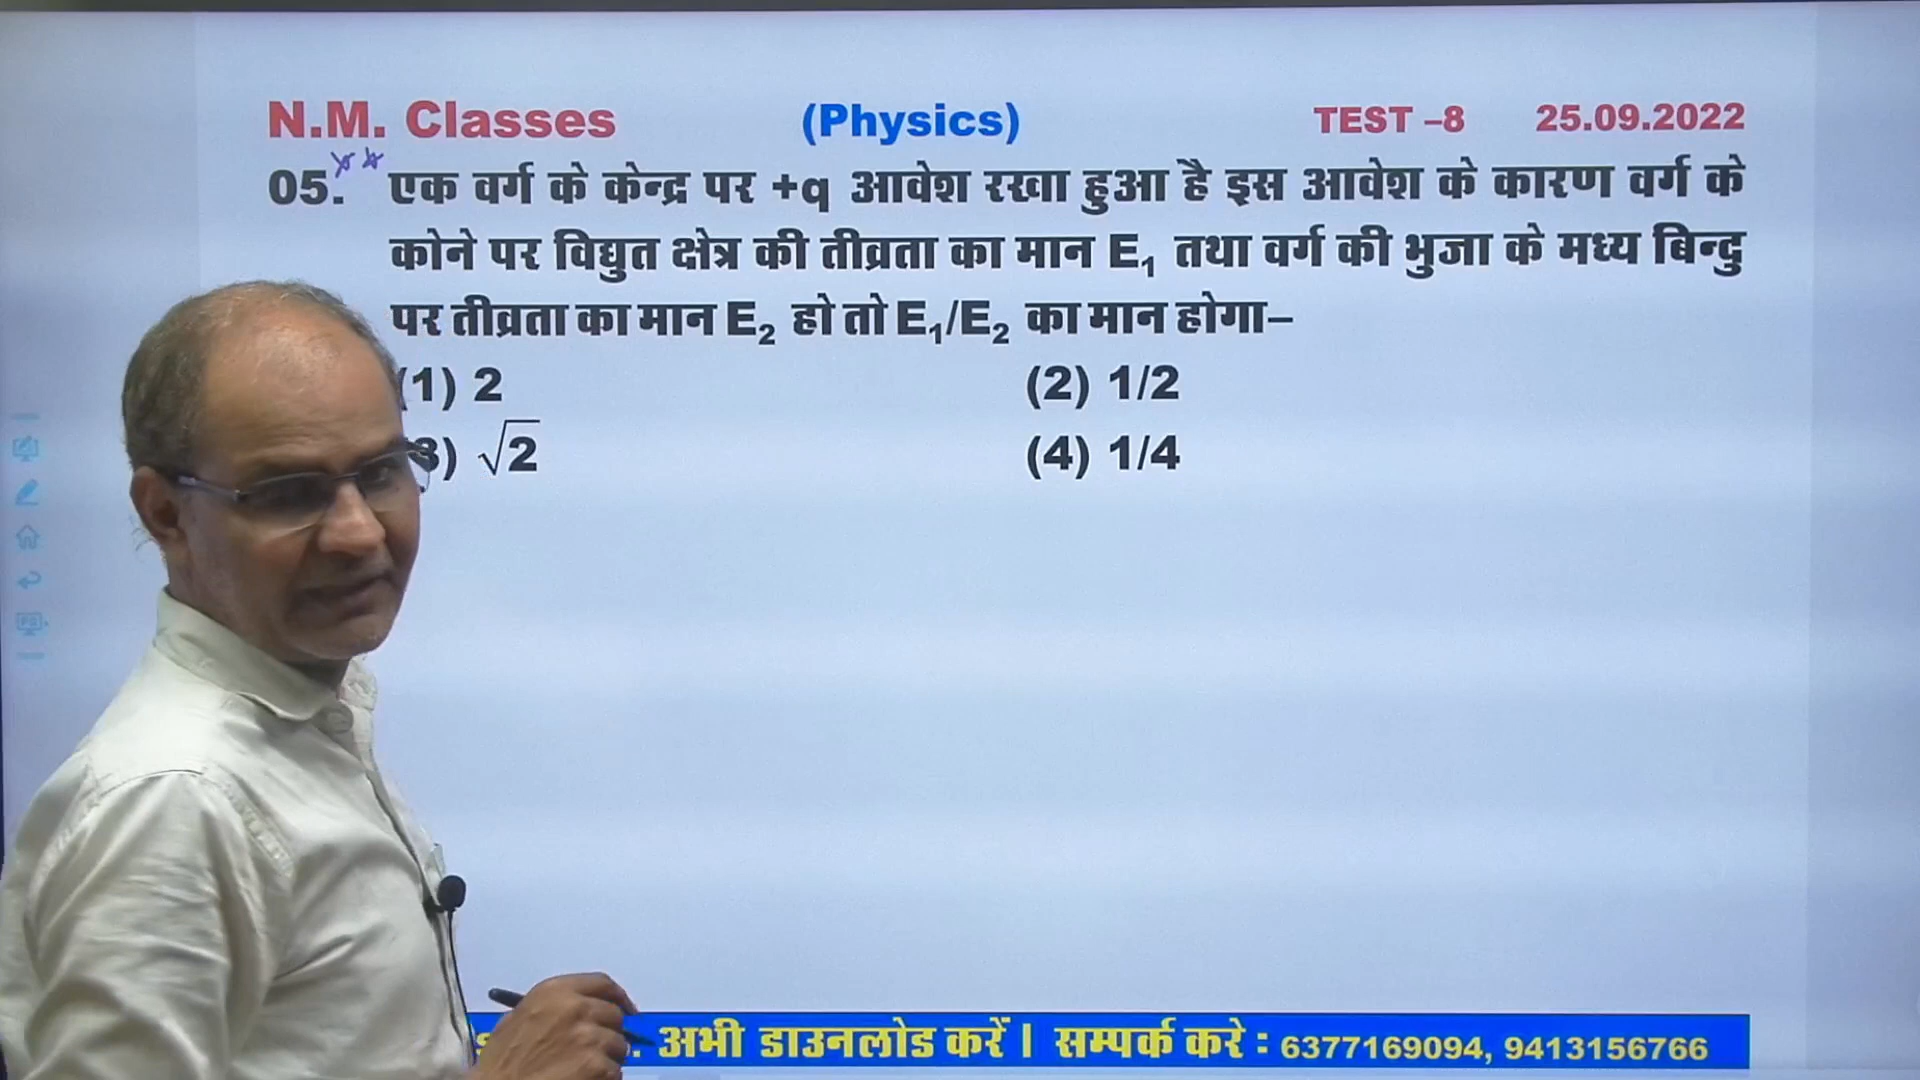 N.M. Classes (Physics) TEST –8 25.09.2022
05. एक वर्ग के केन्द्र पर +q आवेश रखा हुआ है इस आवेश के कारण वर्ग के
कोने पर विद्युत क्षेत्र की तीव्रता का मान E₁ तथा वर्ग की भुजा के मध्य बिन्दु
पर तीव्रता का मान E₂ हो तो E₁/E₂ का मान होगा–
(1) 2 (2) 1/2
3) √2 (4) 1/4
अभी डाउनलोड करें। सम्पर्क करे : 6377169094, 9413156766